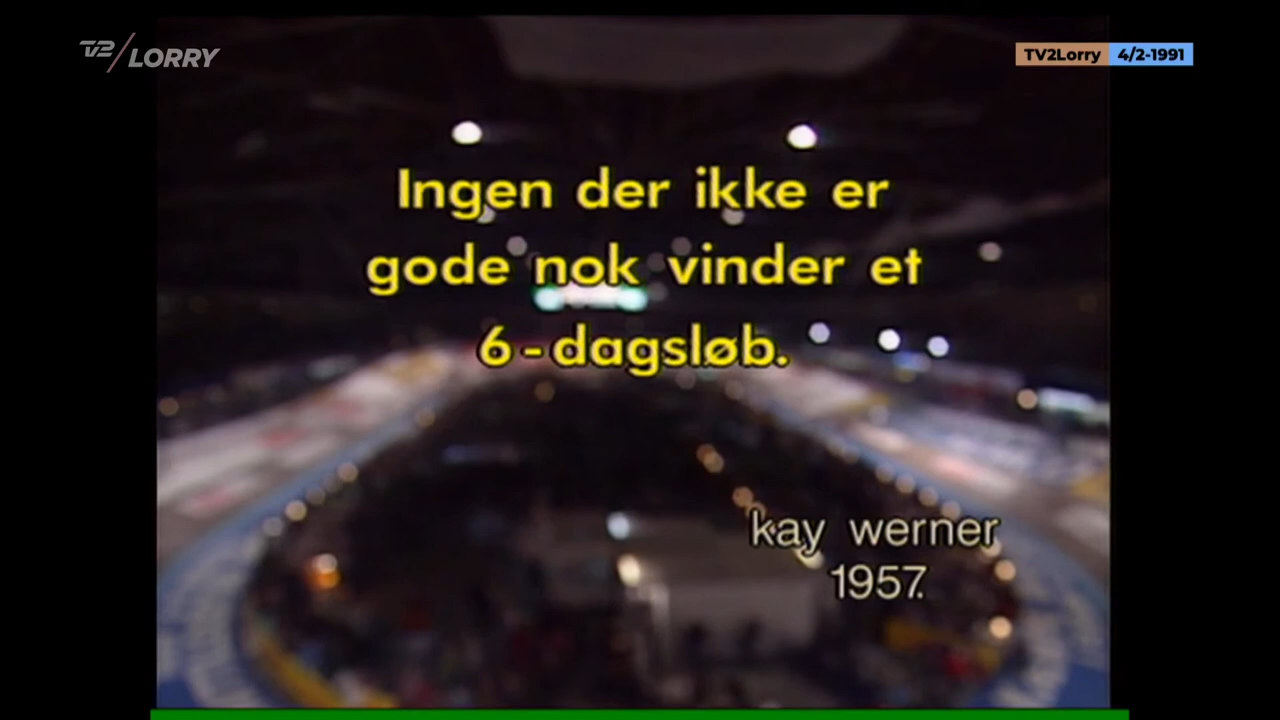 TV2/LORRY
TV2Lorry 4/2-1991
Ingen der ikke er
gode nok vinder et
6-dagsløb.
kay werner
1957.